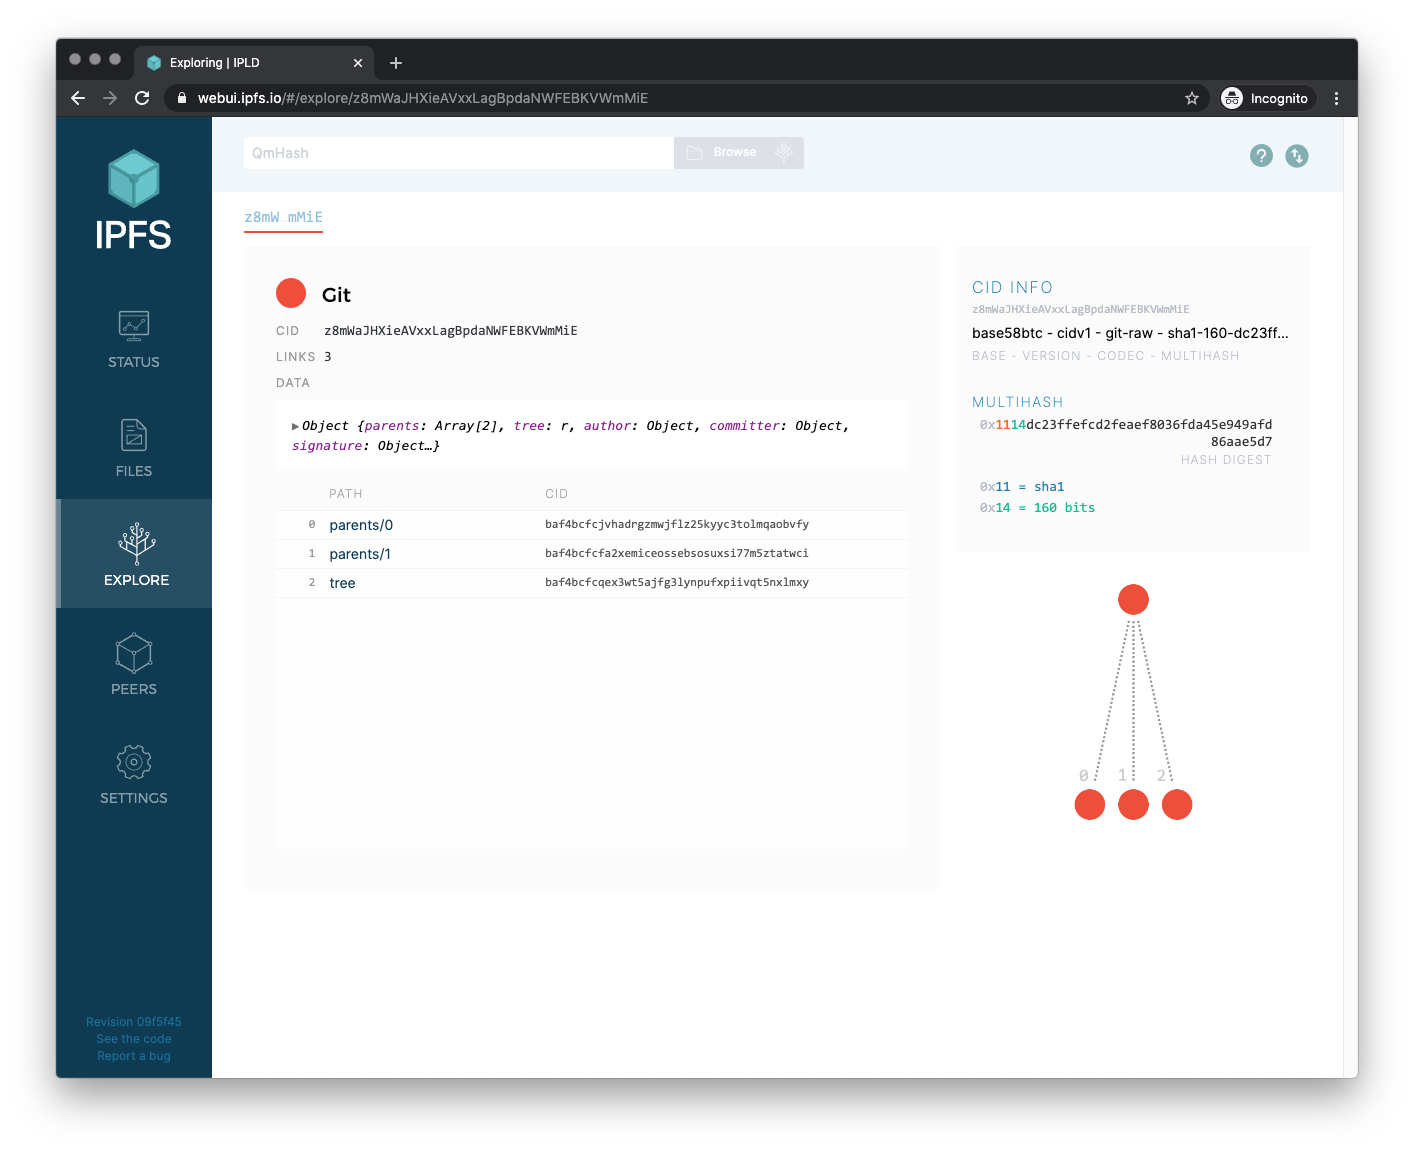 Exploring | IPLD
webui.ipfs.io/#/explore/z8mWaJHXieAVxxLagBpdaNWFEBKVWmMiE
Incognito
IPFS
STATUS
FILES
EXPLORE
PEERS
SETTINGS
Revision 09f5f45
See the code
Report a bug
QmHash
Browse
z8mW…mMiE
Git
CID z8mWaJHXieAVxxLagBpdaNWFEBKVWmMiE
LINKS 3
DATA
▶Object {parents: Array[2], tree: r, author: Object, committer: Object,
signature: Object…}
PATH CID
0 parents/0 baf4bcfcjvhadrgzmwjflz25kyyc3tolmqaobvfy
1 parents/1 baf4bcfcfa2xemiceossebsosuxsi77m5ztatwci
2 tree baf4bcfcqex3wt5ajfg3lynpufxpiivqt5nxlmxy
CID INFO
z8mWaJHXieAVxxLagBpdaNWFEBKVWmMiE
base58btc - cidv1 - git-raw - sha1-160-dc23ff...
BASE - VERSION - CODEC - MULTIHASH
MULTIHASH
0x1114dc23ffefcd2feaef8036fda45e949afd
86aae5d7
HASH DIGEST
0x11 = sha1
0x14 = 160 bits
0 1 2